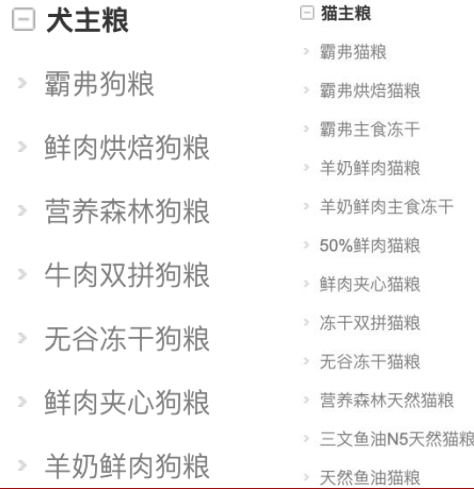 犬主粮
霸弗狗粮
鲜肉烘焙狗粮
营养森林狗粮
牛肉双拼狗粮
无谷冻干狗粮
鲜肉夹心狗粮
羊奶鲜肉狗粮
猫主粮
霸弗猫粮
霸弗烘焙猫粮
霸弗主食冻干
羊奶鲜肉猫粮
羊奶鲜肉主食冻干
50%鲜肉猫粮
鲜肉夹心猫粮
冻干双拼猫粮
无谷冻干猫粮
营养森林天然猫粮
三文鱼油N5天然猫粮
天然鱼油猫粮